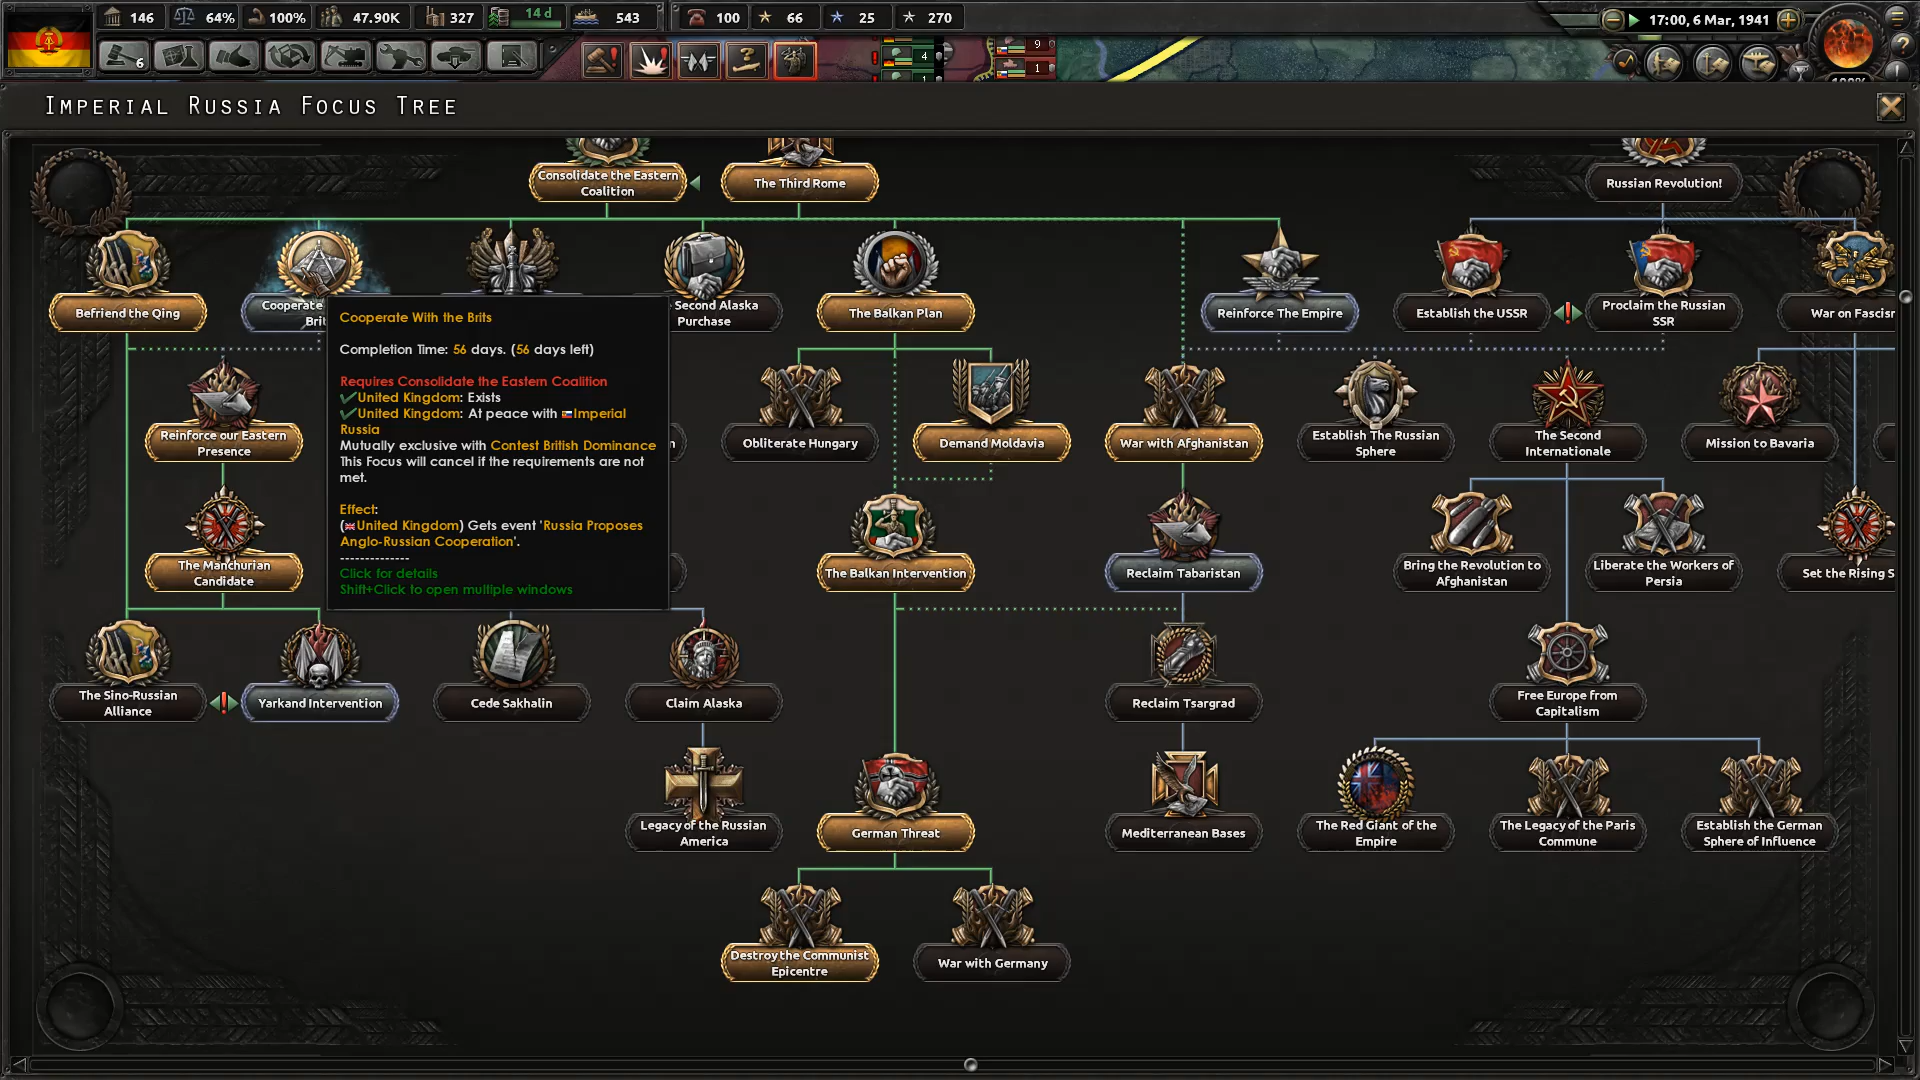 146
64%
100%
47.90K
327
14 d
543
100
66
25
270
17:00, 6 Mar, 1941
6
4
1
9
1
Imperial Russia Focus Tree
Consolidate the Eastern
Coalition
The Third Rome
Russian Revolution!
Befriend the Qing
Cooperate
Brit
Second Alaska
Purchase
The Balkan Plan
Reinforce The Empire
Establish the USSR
Proclaim the Russian
SSR
War on Fascism
Cooperate With the Brits
Completion Time: 56 days. (56 days left)
Requires Consolidate the Eastern Coalition
United Kingdom: Exists
United Kingdom: At peace with Imperial
Russia
Mutually exclusive with Contest British Dominance
This Focus will cancel if the requirements are not
met.
Effect:
(United Kingdom) Gets event 'Russia Proposes
Anglo-Russian Cooperation'.
--------------
Click for details
Shift+Click to open multiple windows
Reinforce our Eastern
Presence
n
Obliterate Hungary
Demand Moldavia
War with Afghanistan
Establish The Russian
Sphere
The Second
Internationale
Mission to Bavaria
The Manchurian
Candidate
The Balkan Intervention
Reclaim Tabaristan
Bring the Revolution to
Afghanistan
Liberate the Workers of
Persia
Set the Rising S
The Sino-Russian
Alliance
Yarkand Intervention
Cede Sakhalin
Claim Alaska
Reclaim Tsargrad
Free Europe from
Capitalism
Legacy of the Russian
America
German Threat
Mediterranean Bases
The Red Giant of the
Empire
The Legacy of the Paris
Commune
Establish the German
Sphere of Influence
Destroy the Communist
Epicentre
War with Germany